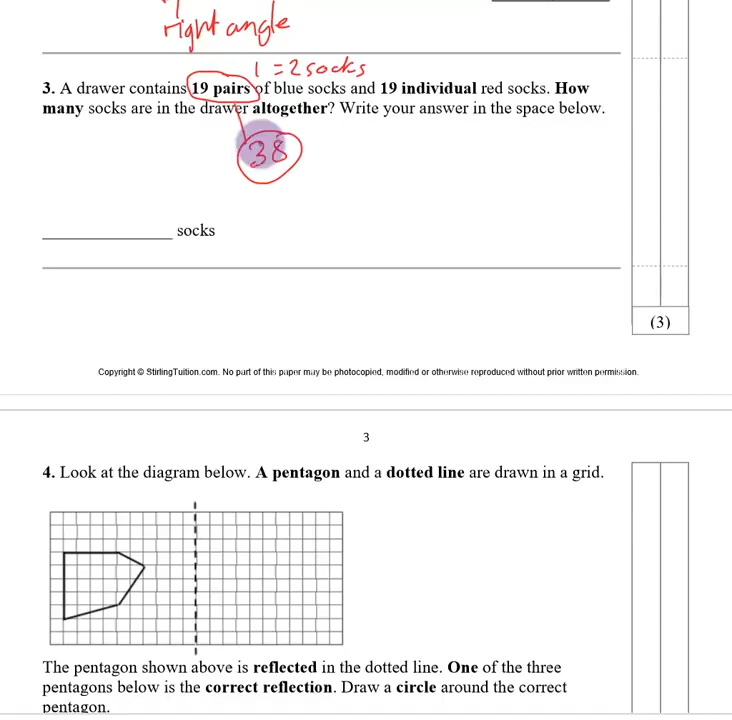 right angle
1 = 2 socks
3. A drawer contains 19 pairs of blue socks and 19 individual red socks. How
many socks are in the drawer altogether? Write your answer in the space below.
38
socks
(3)
Copyright © StirlingTuition.com. No part of this paper may be photocopied, modified or otherwise reproduced without prior written permission.
3
4. Look at the diagram below. A pentagon and a dotted line are drawn in a grid.
The pentagon shown above is reflected in the dotted line. One of the three
pentagons below is the correct reflection. Draw a circle around the correct
pentagon.